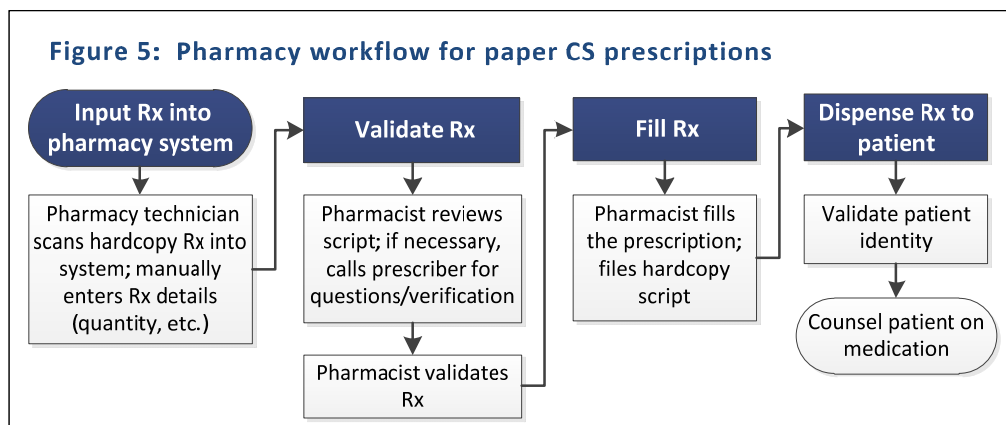 Figure 5: Pharmacy workflow for paper CS prescriptions
Input Rx into
pharmacy system
Pharmacy technician
scans hardcopy Rx into
system; manually
enters Rx details
(quantity, etc.)
Validate Rx
Pharmacist reviews
script; if necessary,
calls prescriber for
questions/verification
Pharmacist validates
Rx
Fill Rx
Pharmacist fills
the prescription;
files hardcopy
script
Dispense Rx to
patient
Validate patient
identity
Counsel patient on
medication